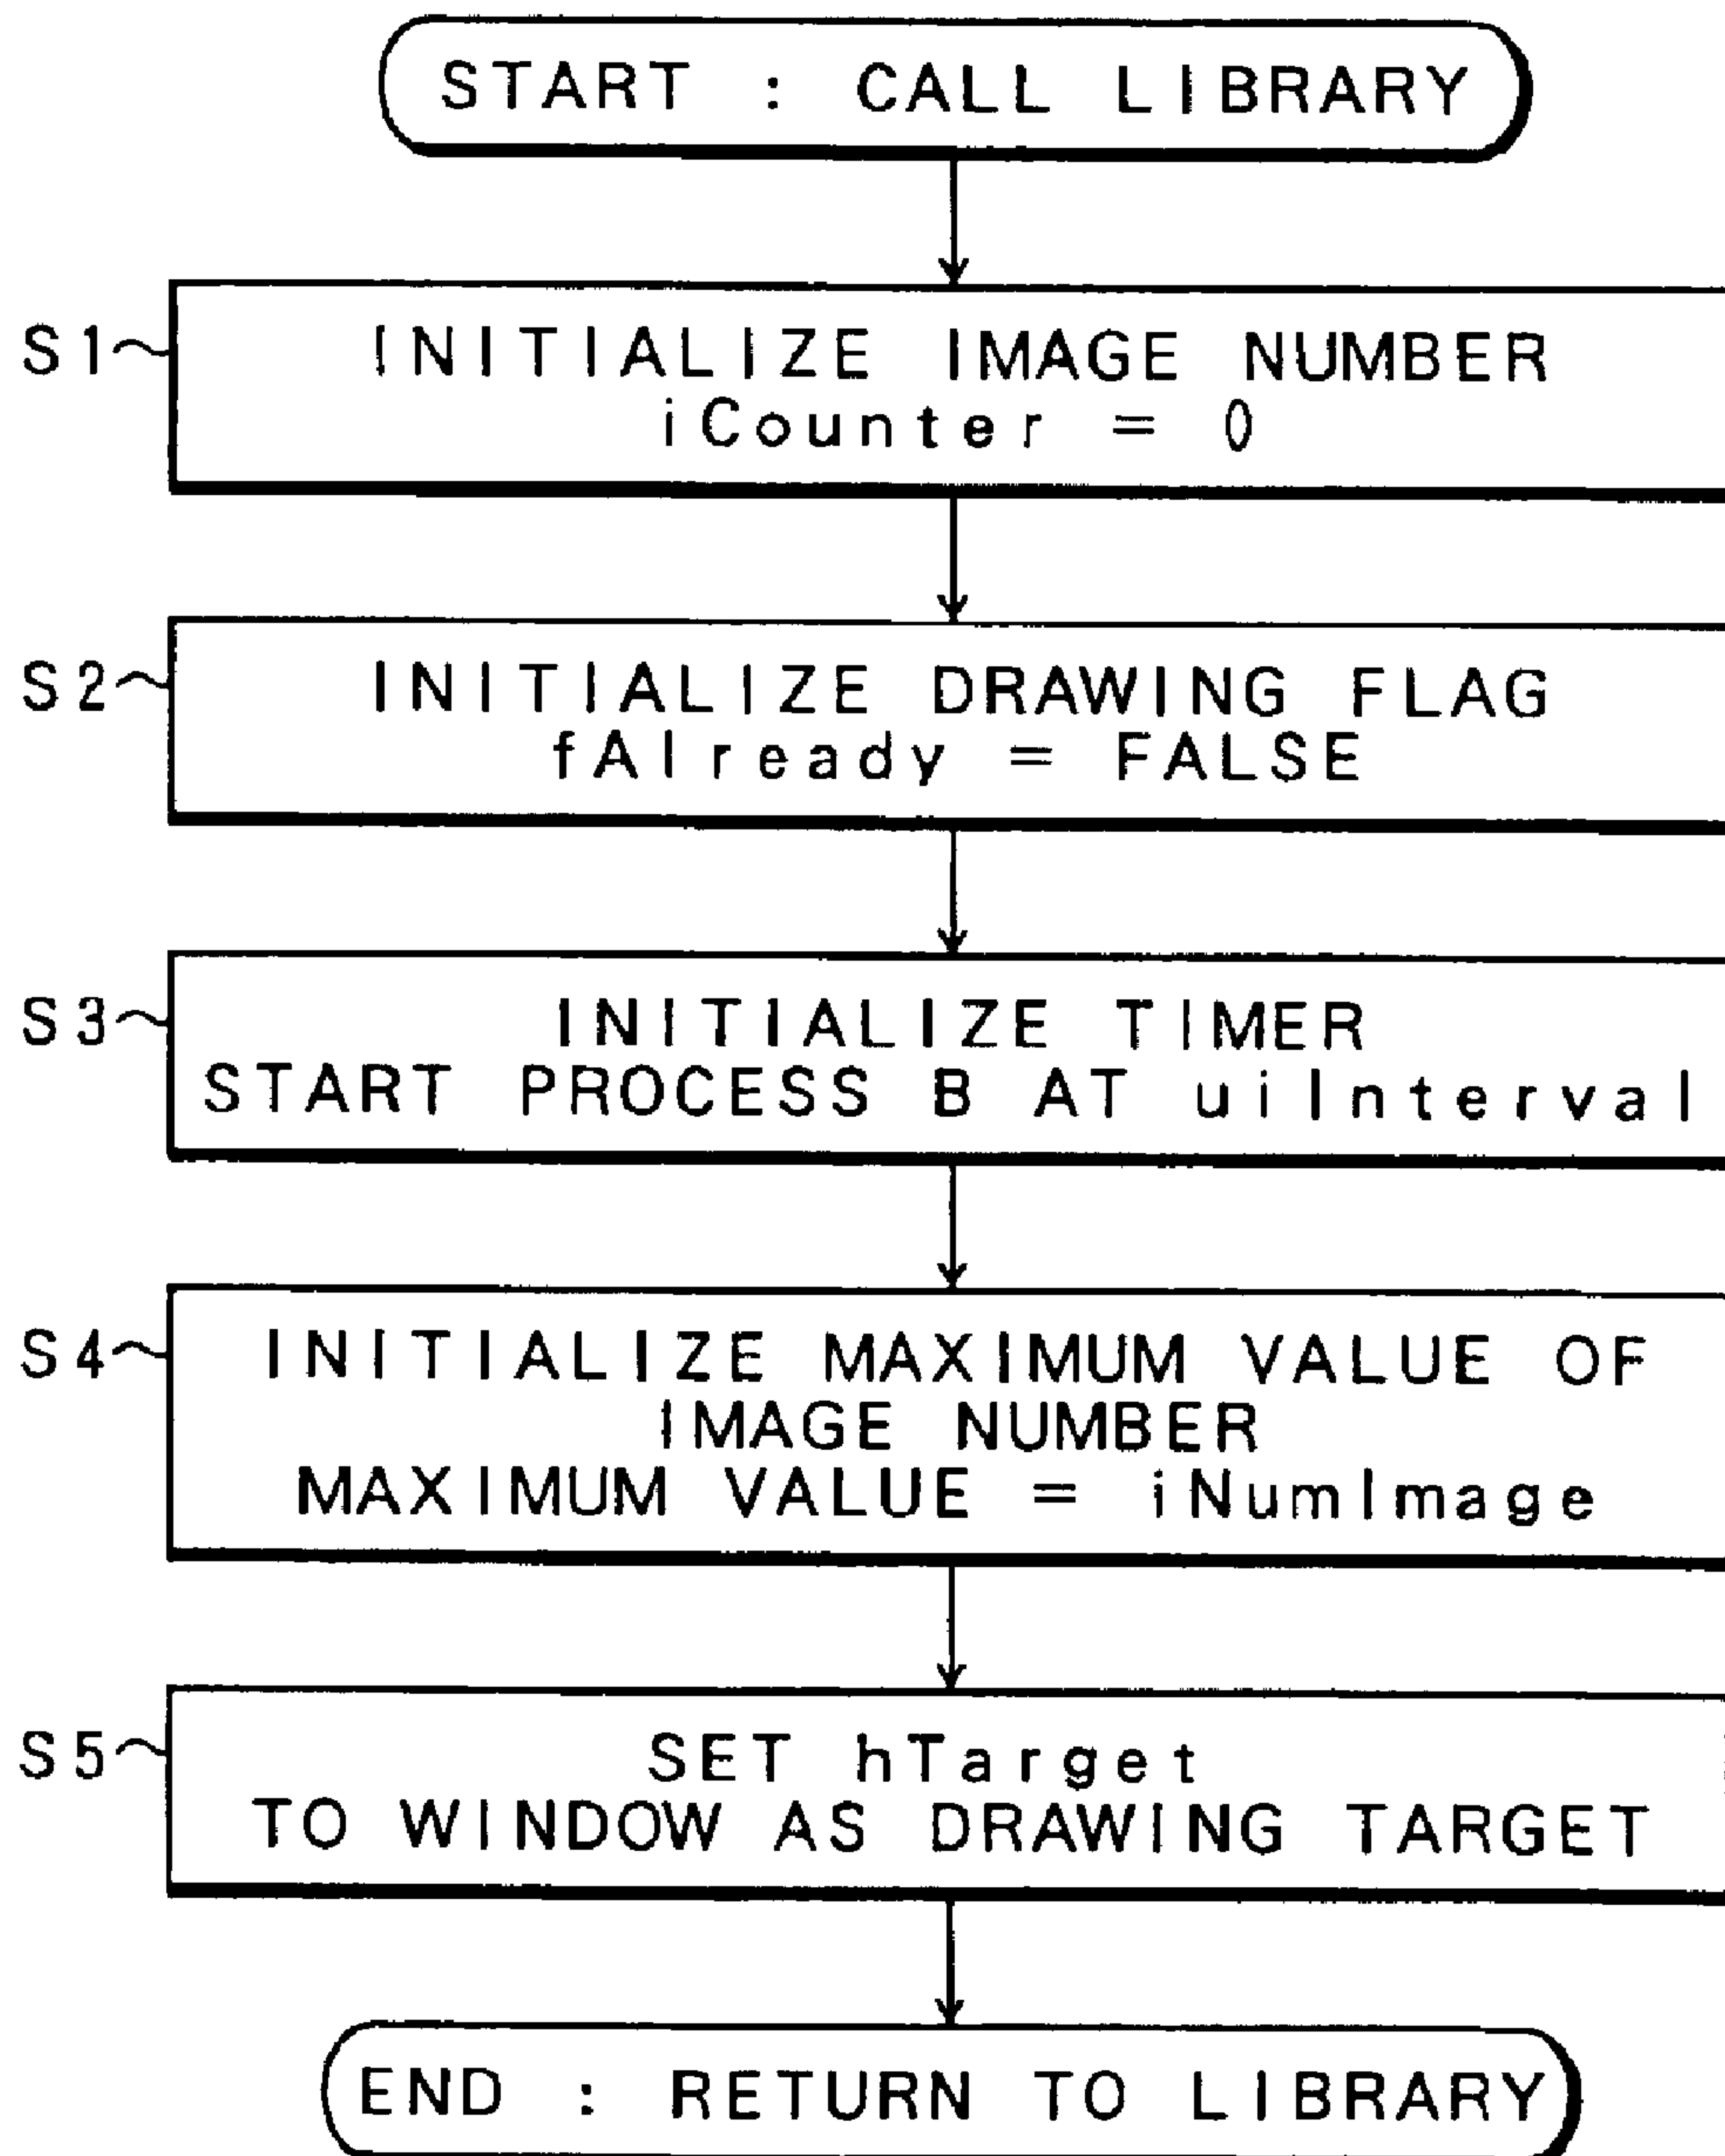 START : CALL LIBRARY
S1
INITIALIZE IMAGE NUMBER
iCounter = 0
S2
INITIALIZE DRAWING FLAG
fAlready = FALSE
S3
INITIALIZE TIMER
START PROCESS B AT uiInterval
S4
INITIALIZE MAXIMUM VALUE OF
IMAGE NUMBER
MAXIMUM VALUE = iNumImage
S5
SET hTarget
TO WINDOW AS DRAWING TARGET
END : RETURN TO LIBRARY